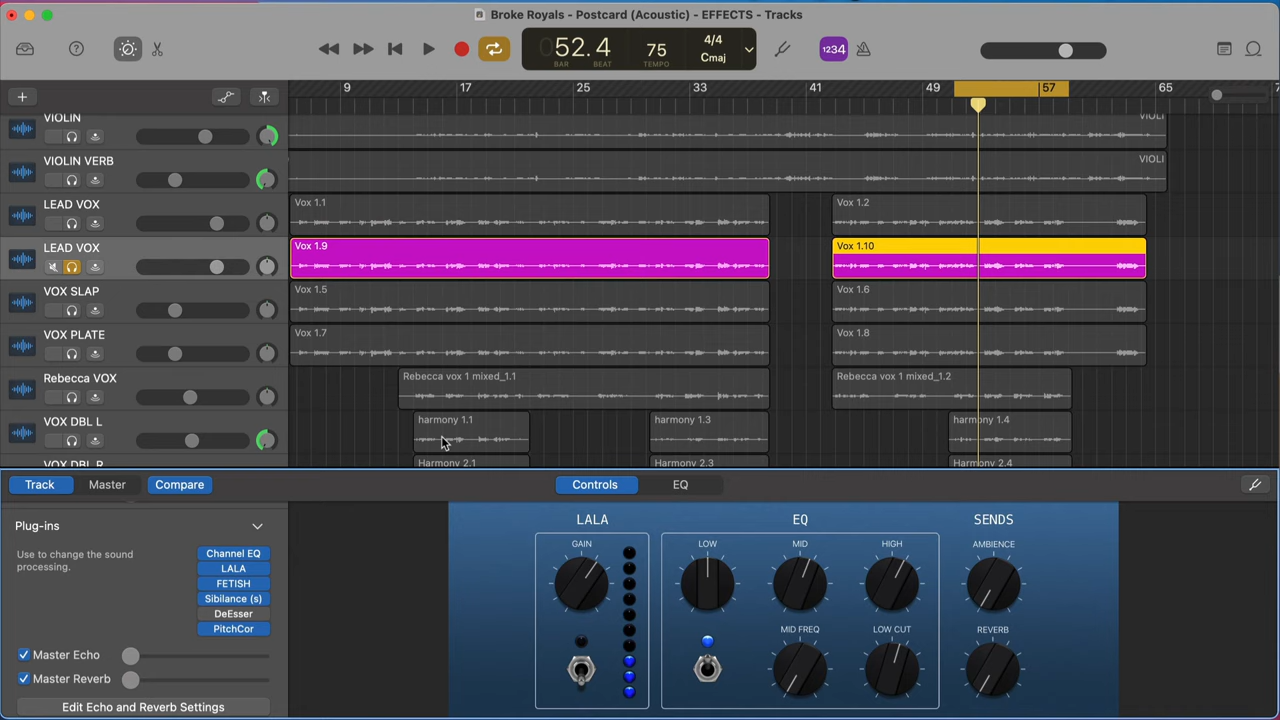 Broke Royals - Postcard (Acoustic) - EFFECTS - Tracks
052.4
BAR BEAT
75
TEMPO
4/4
Cmaj
1234
9 17 25 33 41 49 57 65
VIOLIN
VIOLI
VIOLIN VERB
VIOLI
LEAD VOX
Vox 1.1
Vox 1.2
LEAD VOX
Vox 1.9
Vox 1.10
VOX SLAP
Vox 1.5
Vox 1.6
VOX PLATE
Vox 1.7
Vox 1.8
Rebecca VOX
Rebecca vox 1 mixed_1.1
Rebecca vox 1 mixed_1.2
VOX DBL L
harmony 1.1
harmony 1.3
harmony 1.4
VOX DBL R
Harmony 2.1
Harmony 2.3
Harmony 2.4
Track Master Compare
Controls EQ
Plug-ins
Use to change the sound
processing.
Channel EQ
LALA
FETISH
Sibilance (s)
DeEsser
PitchCor
Master Echo
Master Reverb
Edit Echo and Reverb Settings
LALA
GAIN
EQ
LOW MID HIGH
MID FREQ LOW CUT
SENDS
AMBIENCE
REVERB